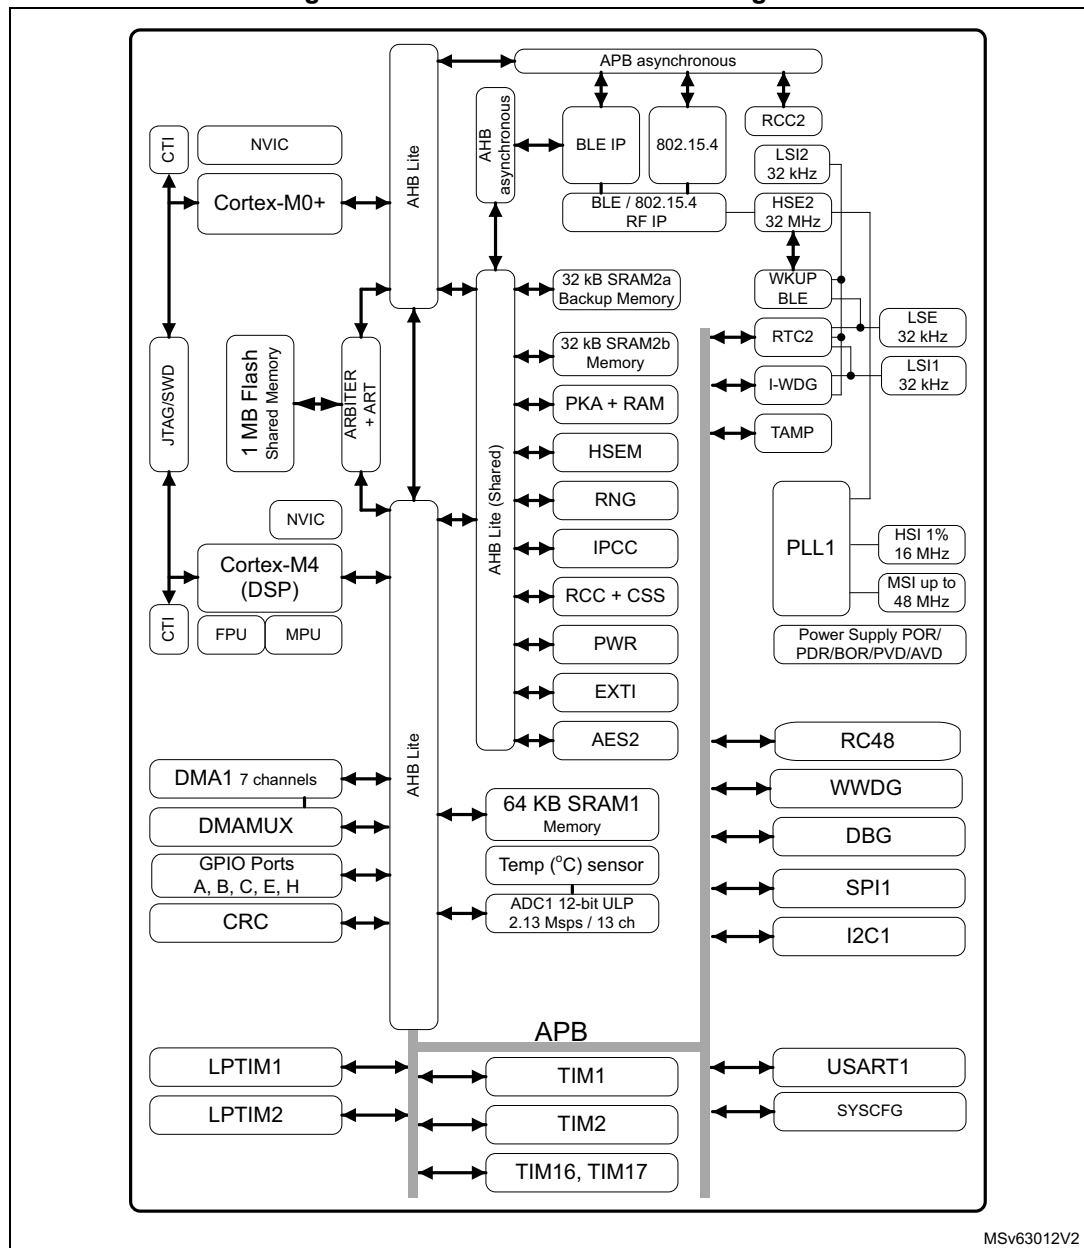 APB asynchronous
AHB Lite
AHB
asynchronous
BLE IP
802.15.4
RCC2
CTI
NVIC
LSI2
32 kHz
Cortex-M0+
BLE / 802.15.4
RF IP
HSE2
32 MHz
32 kB SRAM2a
Backup Memory
WKUP
BLE
LSE
32 kHz
JTAG/SWD
1 MB Flash
Shared Memory
ARBITER
+ ART
32 kB SRAM2b
Memory
RTC2
LSI1
32 kHz
I-WDG
PKA + RAM
TAMP
HSEM
AHB Lite (Shared)
RNG
NVIC
IPCC
PLL1
HSI 1%
16 MHz
Cortex-M4
(DSP)
RCC + CSS
MSI up to
48 MHz
CTI
FPU
MPU
PWR
Power Supply POR/
PDR/BOR/PVD/AVD
EXTI
AES2
RC48
AHB Lite
DMA1 7 channels
WWDG
64 KB SRAM1
Memory
DMAMUX
DBG
Temp (°C) sensor
GPIO Ports
A, B, C, E, H
SPI1
ADC1 12-bit ULP
2.13 Msps / 13 ch
CRC
I2C1
APB
LPTIM1
TIM1
USART1
LPTIM2
TIM2
SYSCFG
TIM16, TIM17
MSv63012V2